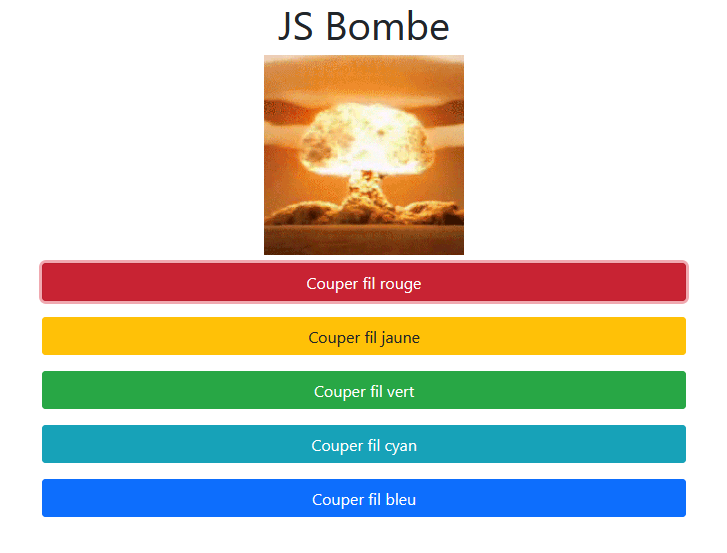 JS Bombe
Couper fil rouge
Couper fil jaune
Couper fil vert
Couper fil cyan
Couper fil bleu